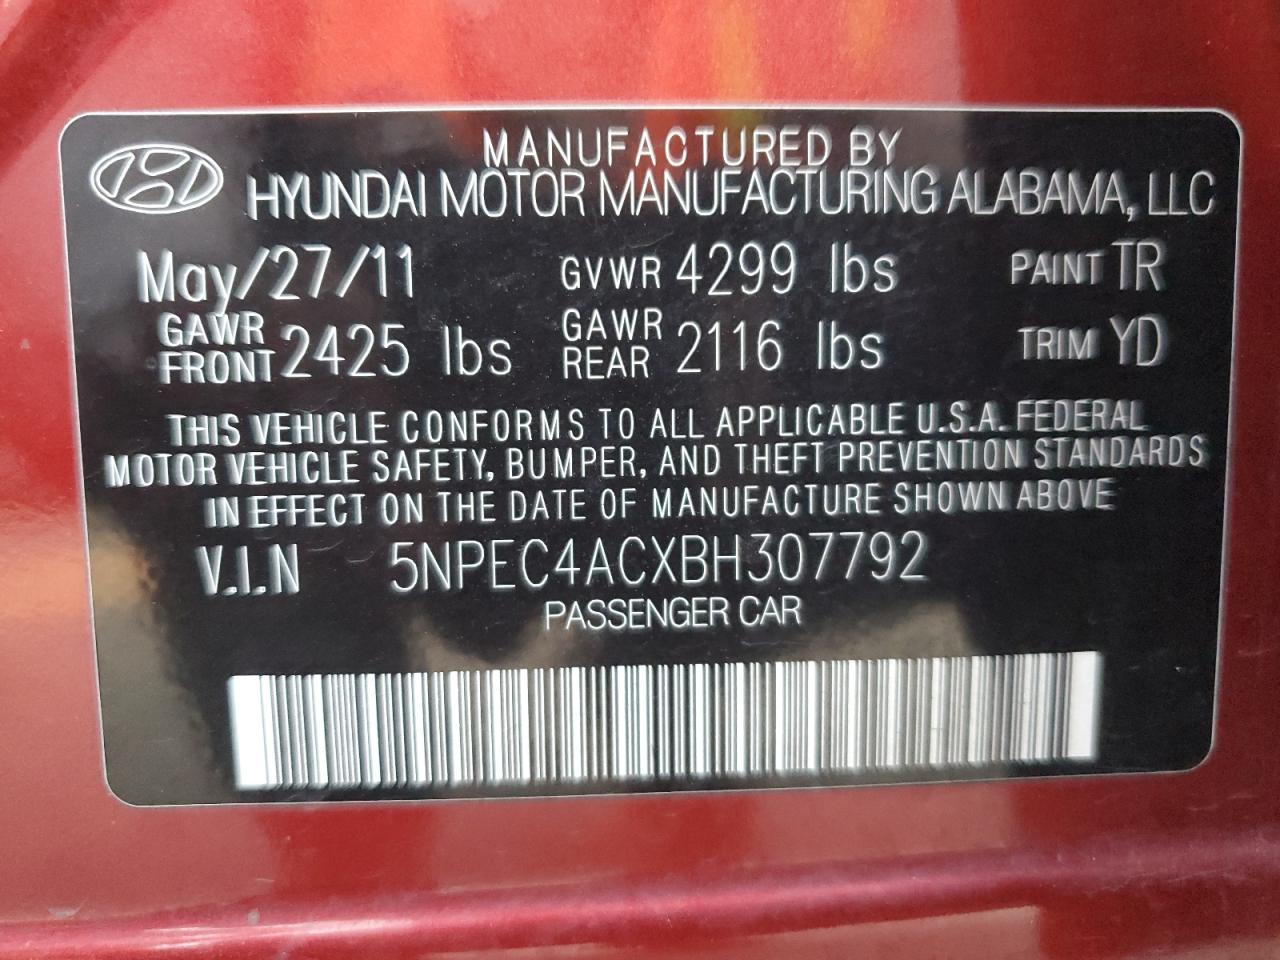 MANUFACTURED BY
HYUNDAI MOTOR MANUFACTURING ALABAMA, LLC
May/27/11 GVWR 4299 lbs PAINT TR
GAWR FRONT 2425 lbs GAWR REAR 2116 lbs TRIM YD
THIS VEHICLE CONFORMS TO ALL APPLICABLE U.S.A. FEDERAL
MOTOR VEHICLE SAFETY, BUMPER, AND THEFT PREVENTION STANDARDS
IN EFFECT ON THE DATE OF MANUFACTURE SHOWN ABOVE
V.I.N 5NPEC4ACXBH307792
PASSENGER CAR